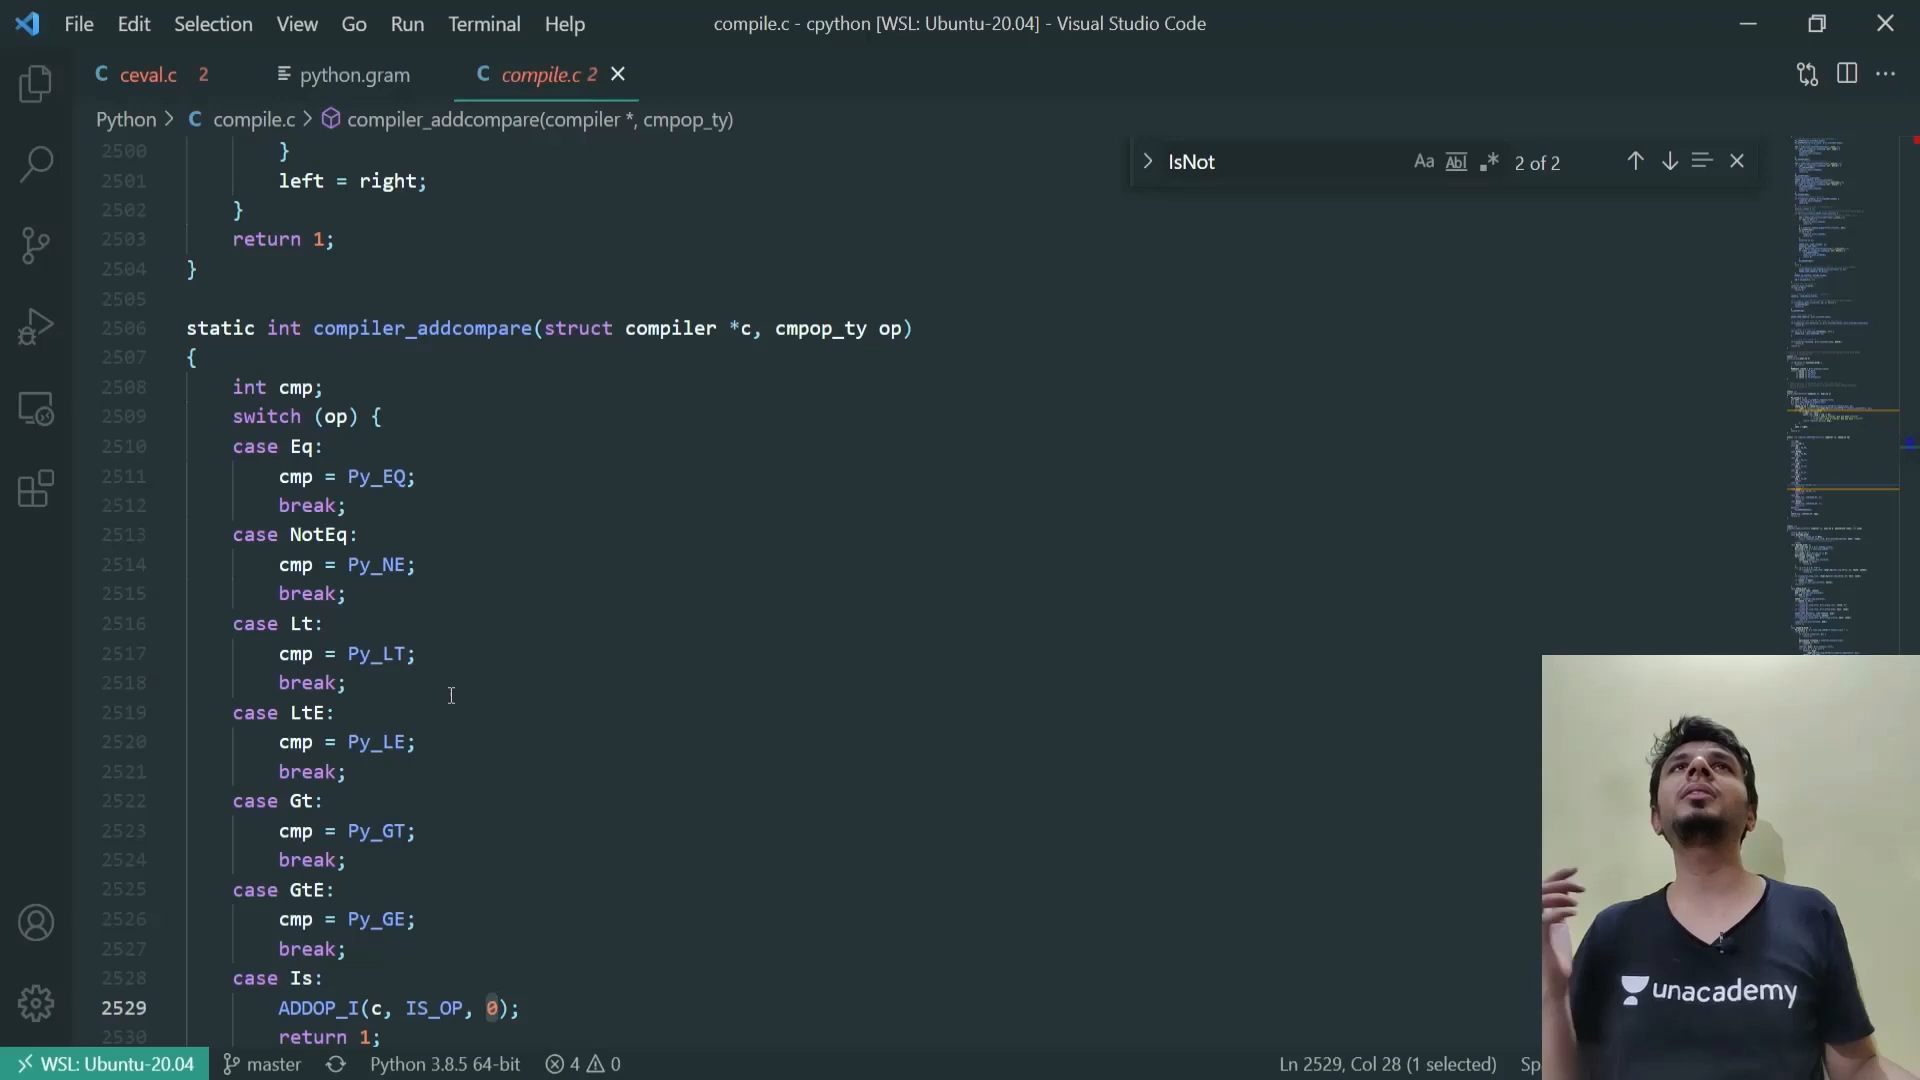 File Edit Selection View Go Run Terminal Help compile.c - cpython [WSL: Ubuntu-20.04] - Visual Studio Code
ceval.c 2 python.gram compile.c 2
Python > compile.c > compiler_addcompare(compiler *, cmpop_ty)
IsNot Aa Abl 2 of 2
2500 }
2501 left = right;
2502 }
2503 return 1;
2504 }
2505
2506 static int compiler_addcompare(struct compiler *c, cmpop_ty op)
2507 {
2508 int cmp;
2509 switch (op) {
2510 case Eq:
2511 cmp = Py_EQ;
2512 break;
2513 case NotEq:
2514 cmp = Py_NE;
2515 break;
2516 case Lt:
2517 cmp = Py_LT;
2518 break;
2519 case LtE:
2520 cmp = Py_LE;
2521 break;
2522 case Gt:
2523 cmp = Py_GT;
2524 break;
2525 case GtE:
2526 cmp = Py_GE;
2527 break;
2528 case Is:
2529 ADDOP_I(c, IS_OP, 0);
2530 return 1;
unacademy
WSL: Ubuntu-20.04 master Python 3.8.5 64-bit 4 0 Ln 2529, Col 28 (1 selected) Sp